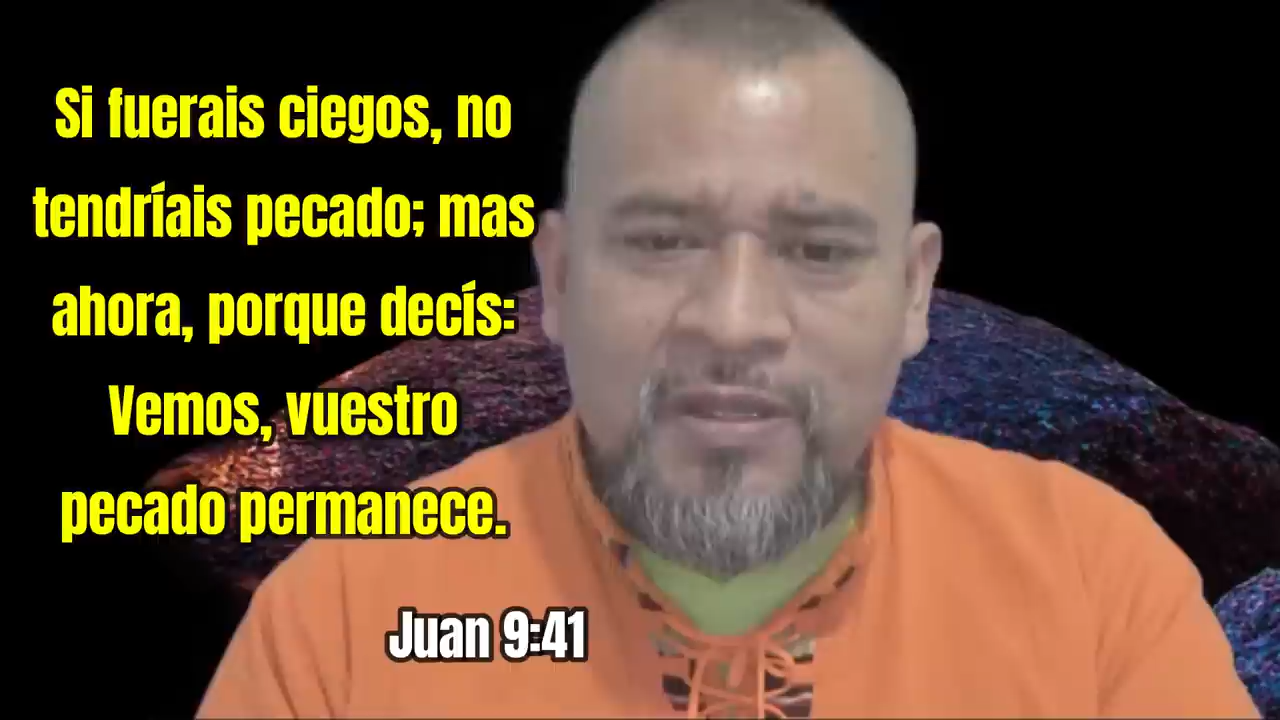 Si fuerais ciegos, no
tendríais pecado; mas
ahora, porque decís:
Vemos, vuestro
pecado permanece.
Juan 9:41